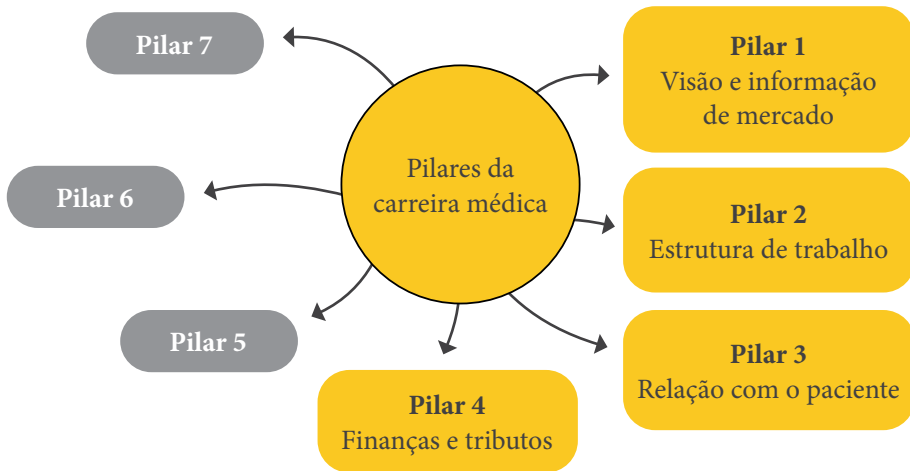 Pilares da
carreira médica
Pilar 1
Visão e informação
de mercado
Pilar 2
Estrutura de trabalho
Pilar 3
Relação com o paciente
Pilar 4
Finanças e tributos
Pilar 5
Pilar 6
Pilar 7